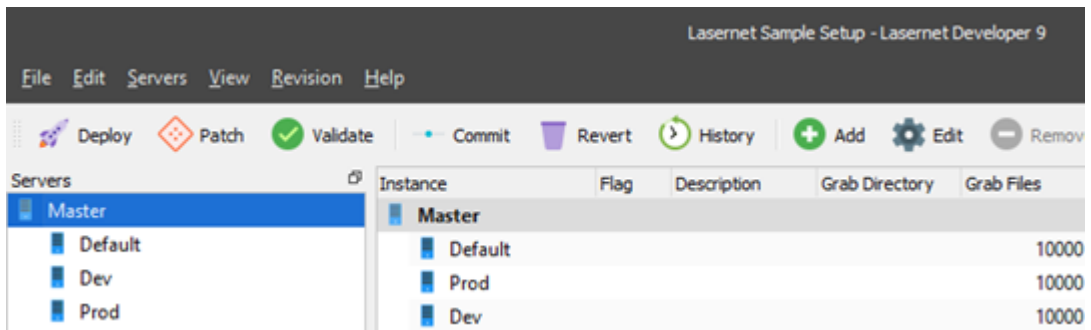 Lasernet Sample Setup - Lasernet Developer 9
File Edit Servers View Revision Help
Deploy Patch Validate Commit Revert History Add Edit Remov
Servers
Master
Default
Dev
Prod
Instance Flag Description Grab Directory Grab Files
Master
Default 10000
Prod 10000
Dev 10000